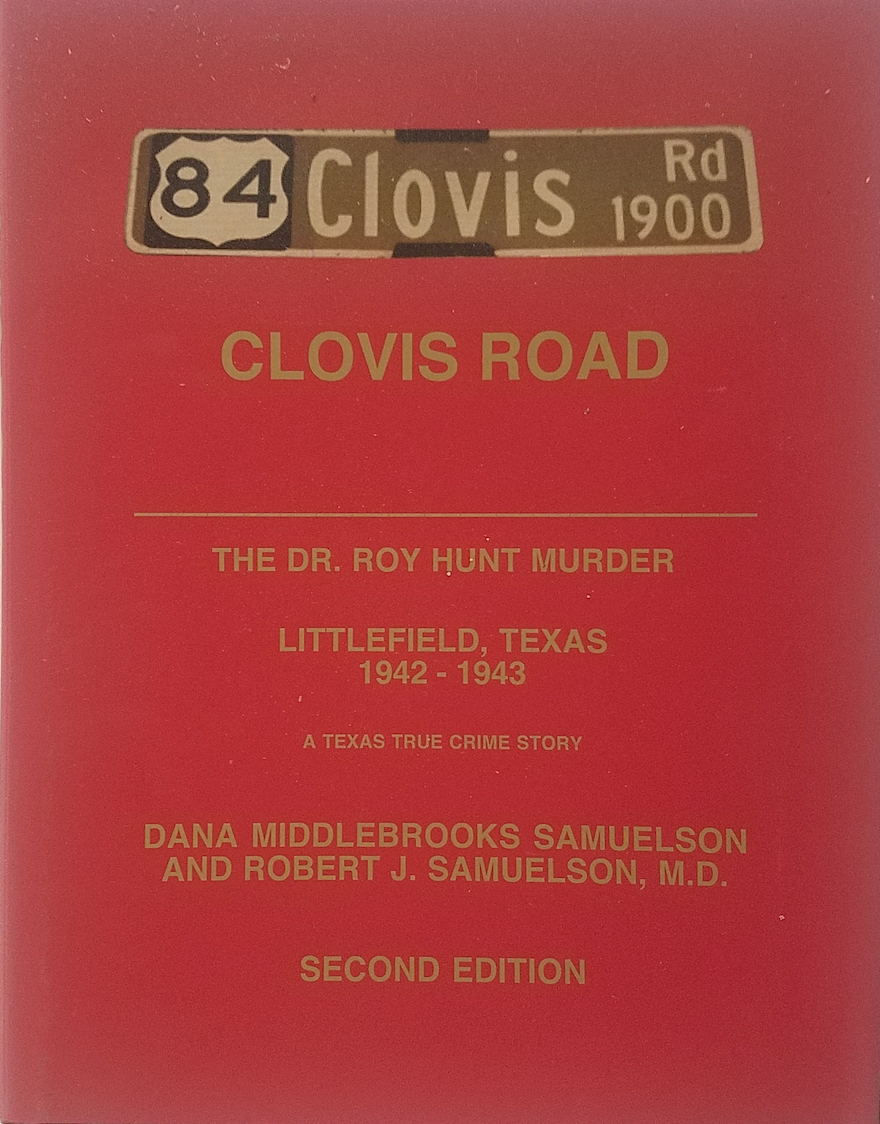 84 Clovis Rd
1900
CLOVIS ROAD
THE DR. ROY HUNT MURDER
LITTLEFIELD, TEXAS
1942 - 1943
A TEXAS TRUE CRIME STORY
DANA MIDDLEBROOKS SAMUELSON
AND ROBERT J. SAMUELSON, M.D.
SECOND EDITION